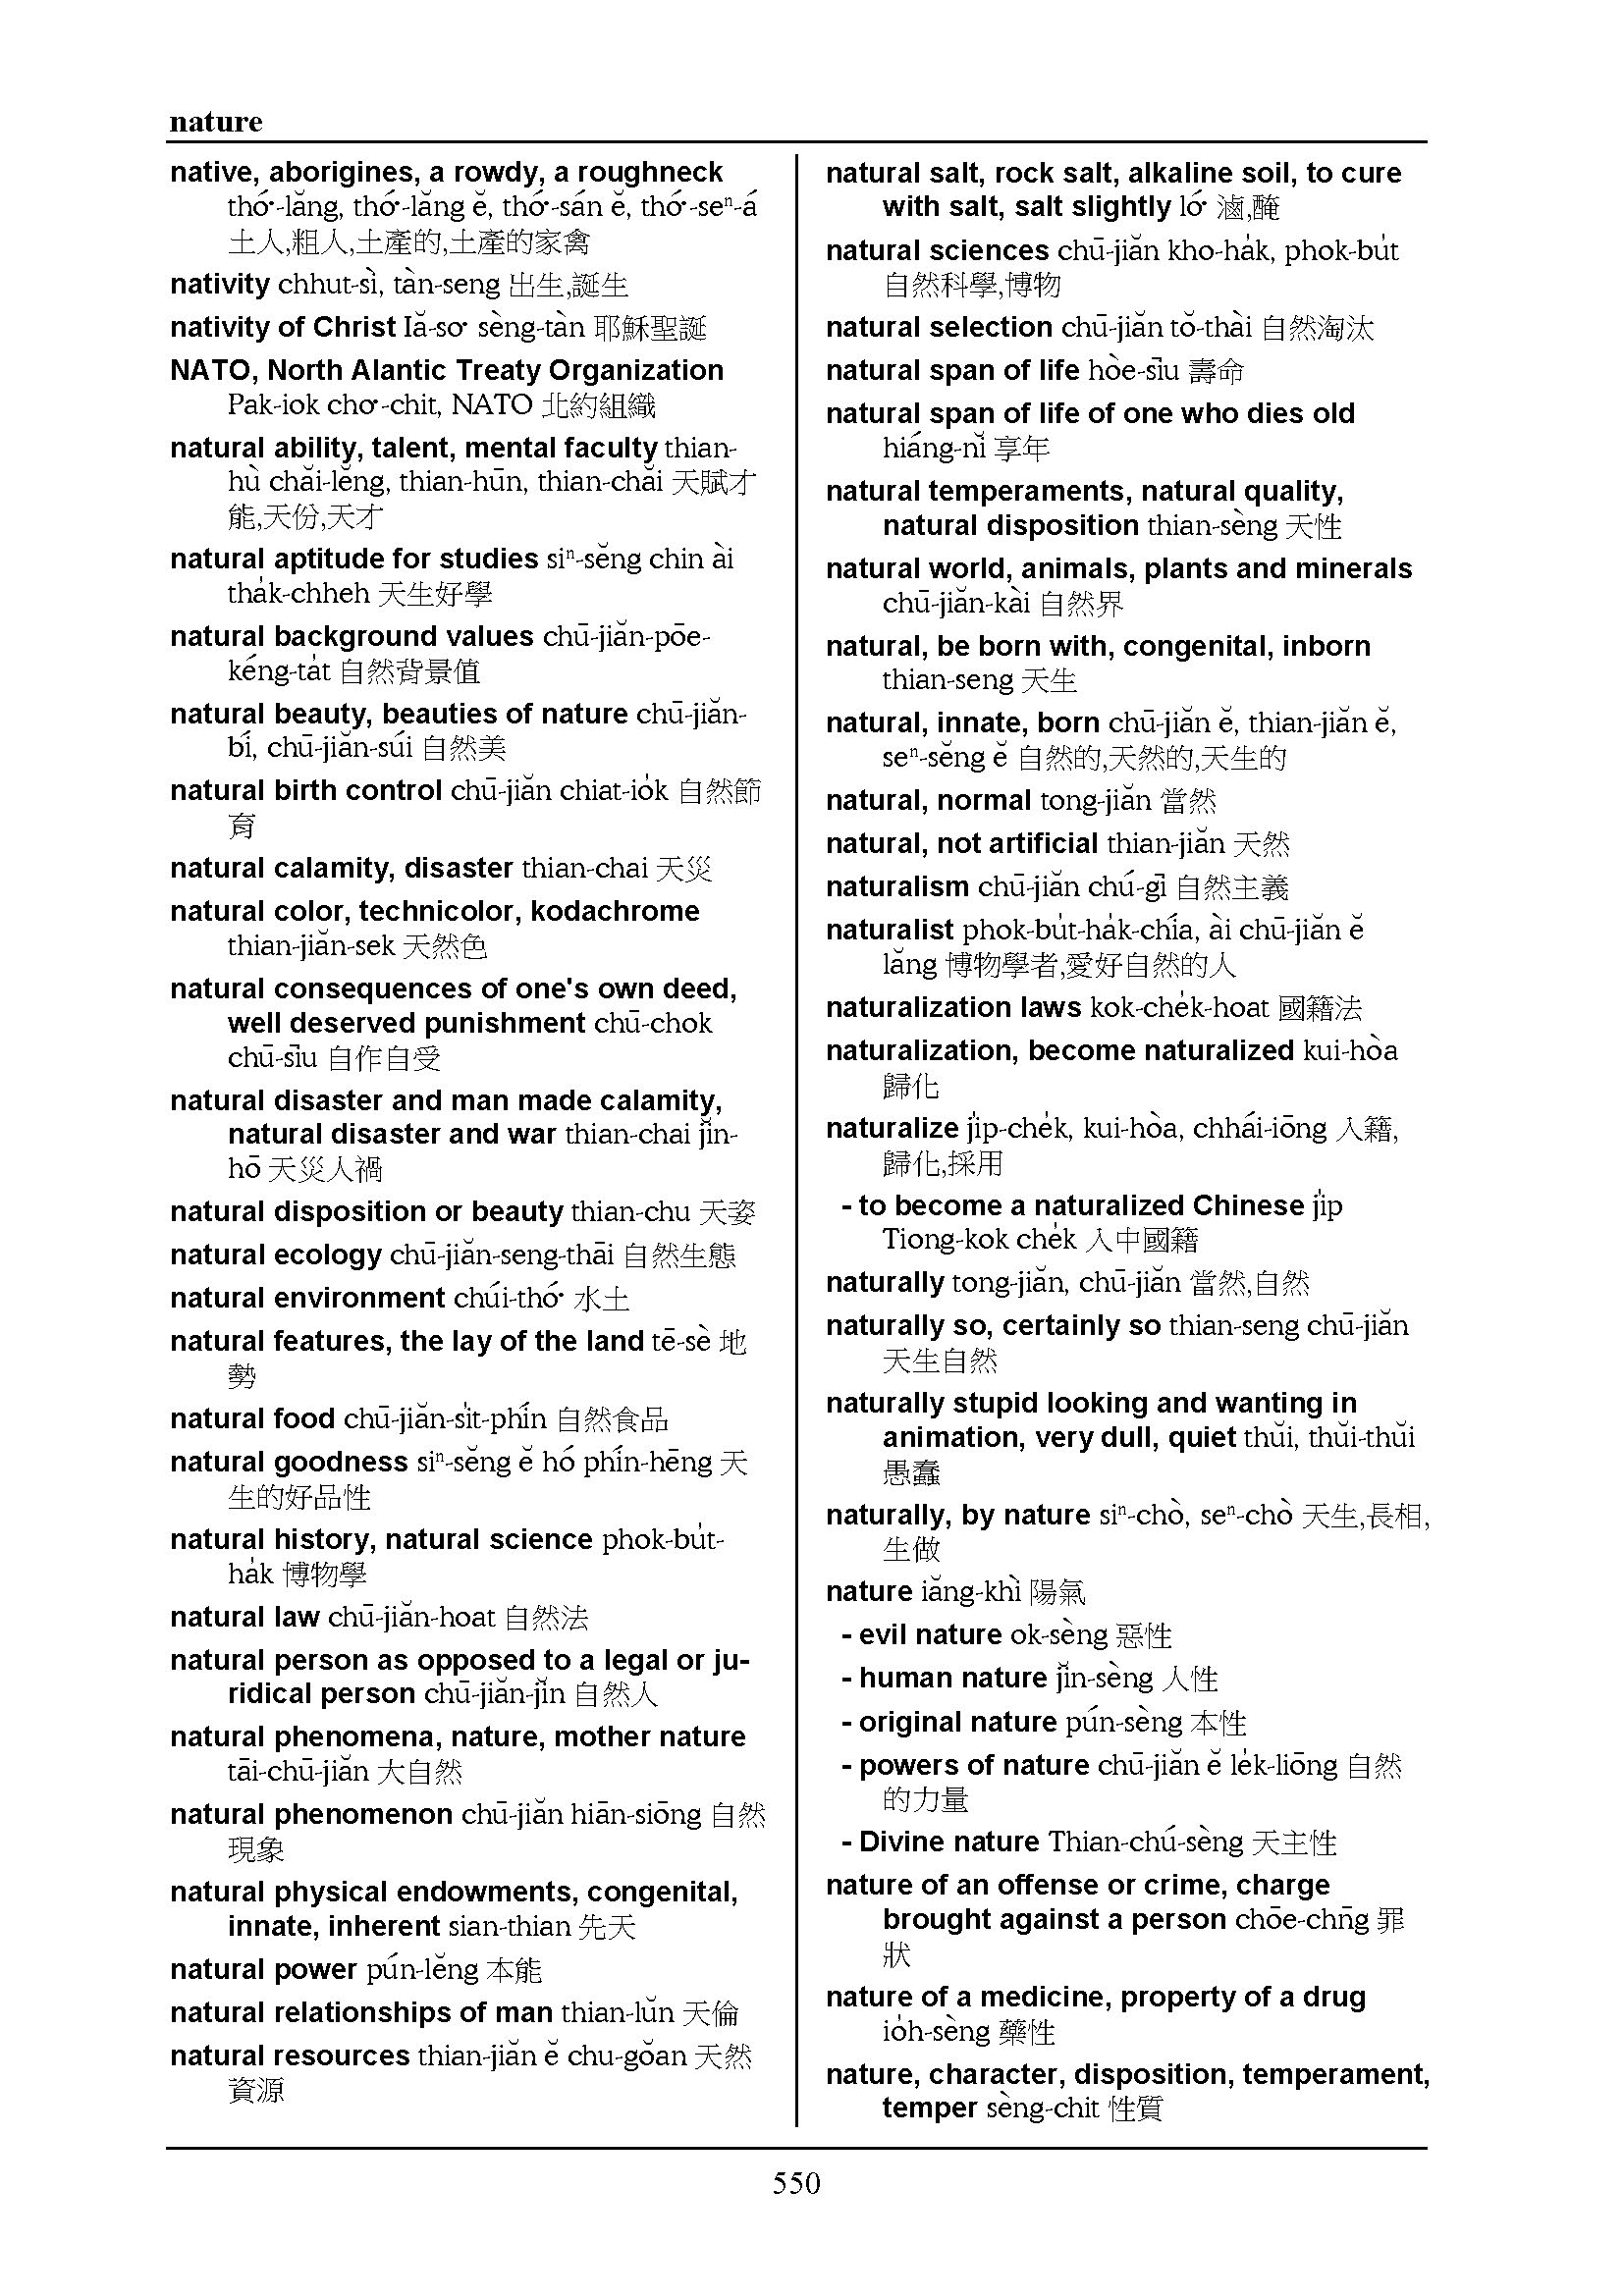 nature
native, aborigines, a rowdy, a roughneck
thó͘-lăng, thó͘-lăng ĕ, thó͘-sán ĕ, thó͘-seⁿ-á
土人,粗人,土產的,土產的家禽
nativity chhut-sì, tàn-seng 出生,誕生
nativity of Christ Iă-so͘ sèng-tàn 耶穌聖誕
NATO, North Alantic Treaty Organization
Pak-iok cho͘-chit, NATO 北約組織
natural ability, talent, mental faculty thian-
hù chăi-lĕng, thian-hūn, thian-chăi 天賦才
能,天份,天才
natural aptitude for studies siⁿ-sĕng chin ài
tha̍k-chheh 天生好學
natural background values chū-jiăn-pōe-
kéng-ta̍t 自然背景值
natural beauty, beauties of nature chū-jiăn-
bí, chū-jiăn-súi 自然美
natural birth control chū-jiăn chiat-io̍k 自然節
育
natural calamity, disaster thian-chai 天災
natural color, technicolor, kodachrome
thian-jiăn-sek 天然色
natural consequences of one's own deed,
well deserved punishment chū-chok
chū-sīu 自作自受
natural disaster and man made calamity,
natural disaster and war thian-chai jĭn-
hō 天災人禍
natural disposition or beauty thian-chu 天姿
natural ecology chū-jiăn-seng-thāi 自然生態
natural environment chúi-thó͘ 水土
natural features, the lay of the land tē-sè 地
勢
natural food chū-jiăn-si̍t-phín 自然食品
natural goodness siⁿ-sĕng ĕ hó phín-hēng 天
生的好品性
natural history, natural science phok-bu̍t-
ha̍k 博物學
natural law chū-jiăn-hoat 自然法
natural person as opposed to a legal or ju-
ridical person chū-jiăn-jĭn 自然人
natural phenomena, nature, mother nature
tāi-chū-jiăn 大自然
natural phenomenon chū-jiăn hiān-siōng 自然
現象
natural physical endowments, congenital,
innate, inherent sian-thian 先天
natural power pún-lĕng 本能
natural relationships of man thian-lŭn 天倫
natural resources thian-jiăn ĕ chu-gŏan 天然
資源
natural salt, rock salt, alkaline soil, to cure
with salt, salt slightly ló͘ 滷,醃
natural sciences chū-jiăn kho-ha̍k, phok-bu̍t
自然科學,博物
natural selection chū-jiăn tŏ-thài 自然淘汰
natural span of life hòe-sīu 壽命
natural span of life of one who dies old
hiáng-nĭ 享年
natural temperaments, natural quality,
natural disposition thian-sèng 天性
natural world, animals, plants and minerals
chū-jiăn-kài 自然界
natural, be born with, congenital, inborn
thian-seng 天生
natural, innate, born chū-jiăn ĕ, thian-jiăn ĕ,
seⁿ-sĕng ĕ 自然的,天然的,天生的
natural, normal tong-jiăn 當然
natural, not artificial thian-jiăn 天然
naturalism chū-jiăn chú-gī 自然主義
naturalist phok-bu̍t-ha̍k-chía, ài chū-jiăn ĕ
lăng 博物學者,愛好自然的人
naturalization laws kok-che̍k-hoat 國籍法
naturalization, become naturalized kui-hòa
歸化
naturalize ji̍p-che̍k, kui-hòa, chhái-iōng 入籍,
歸化,採用
- to become a naturalized Chinese ji̍p
Tiong-kok che̍k 入中國籍
naturally tong-jiăn, chū-jiăn 當然,自然
naturally so, certainly so thian-seng chū-jiăn
天生自然
naturally stupid looking and wanting in
animation, very dull, quiet thŭi, thŭi-thŭi
愚蠢
naturally, by nature siⁿ-chò, seⁿ-chò 天生,長相,
生做
nature iăng-khì 陽氣
- evil nature ok-sèng 惡性
- human nature jĭn-sèng 人性
- original nature pún-sèng 本性
- powers of nature chū-jiăn ĕ le̍k-liōng 自然
的力量
- Divine nature Thian-chú-sèng 天主性
nature of an offense or crime, charge
brought against a person chōe-chn̄g 罪
狀
nature of a medicine, property of a drug
io̍h-sèng 藥性
nature, character, disposition, temperament,
temper sèng-chit 性質
550